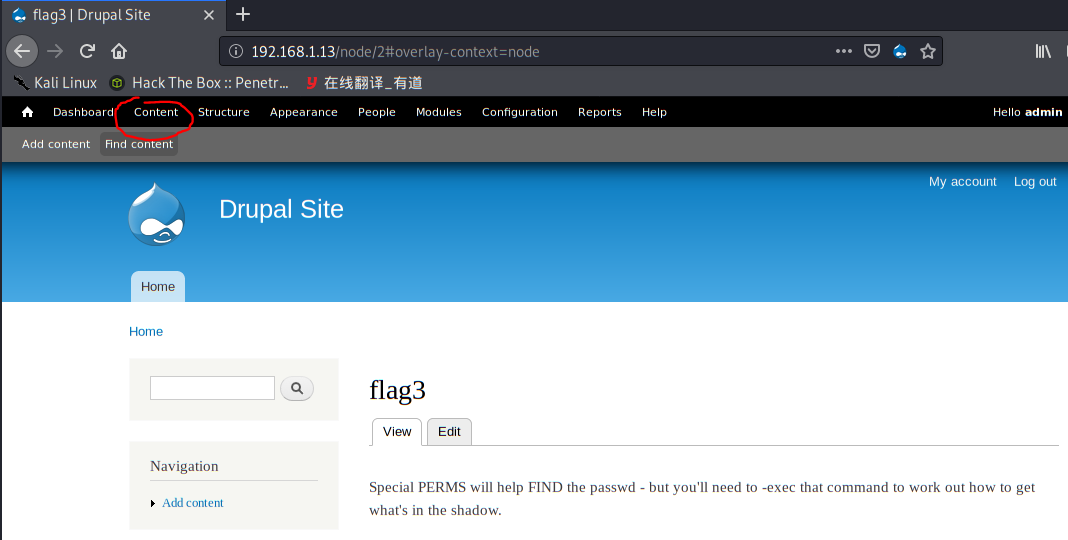 flag3 | Drupal Site
192.168.1.13/node/2#overlay-context=node
Kali Linux Hack The Box :: Penetr… 在线翻译_有道
Dashboard Content Structure Appearance People Modules Configuration Reports Help Hello admin
Add content Find content
My account Log out
Drupal Site
Home
Home
flag3
View Edit
Navigation
Add content
Special PERMS will help FIND the passwd - but you'll need to -exec that command to work out how to get
what's in the shadow.